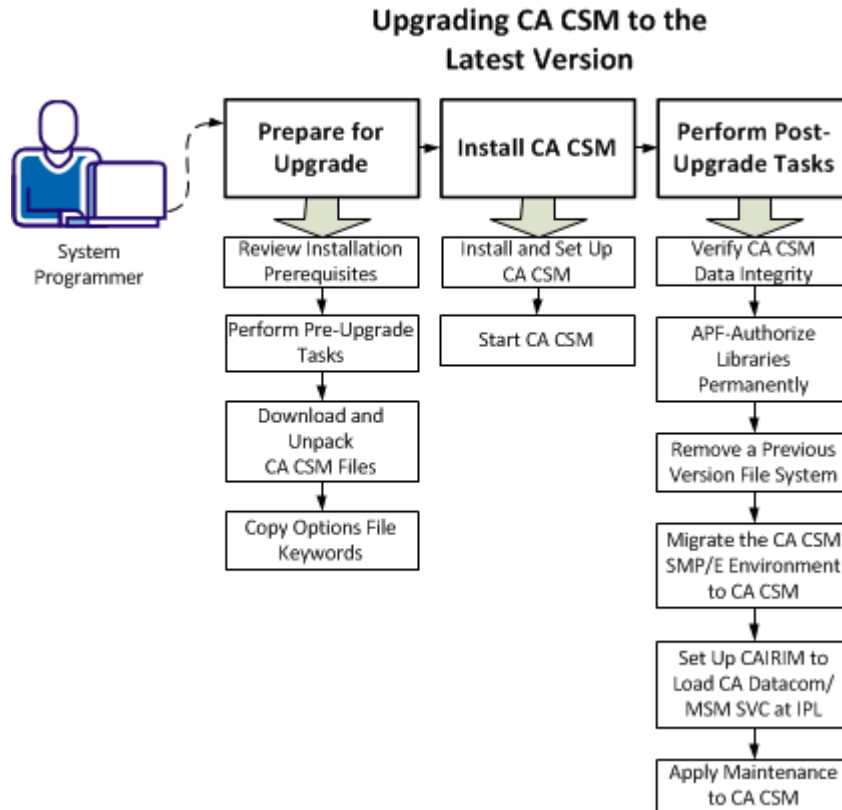 Upgrading CA CSM to the
Latest Version
System
Programmer
Prepare for
Upgrade
Install CA CSM
Perform Post-
Upgrade Tasks
Review Installation
Prerequisites
Perform Pre-Upgrade
Tasks
Download and
Unpack
CA CSM Files
Copy Options File
Keywords
Install and Set Up
CA CSM
Start CA CSM
Verify CA CSM
Data Integrity
APF-Authorize
Libraries
Permanently
Remove a Previous
Version File System
Migrate the CA CSM
SMP/E Environment
to CA CSM
Set Up CAIRIM to
Load CA Datacom/
MSM SVC at IPL
Apply Maintenance
to CA CSM